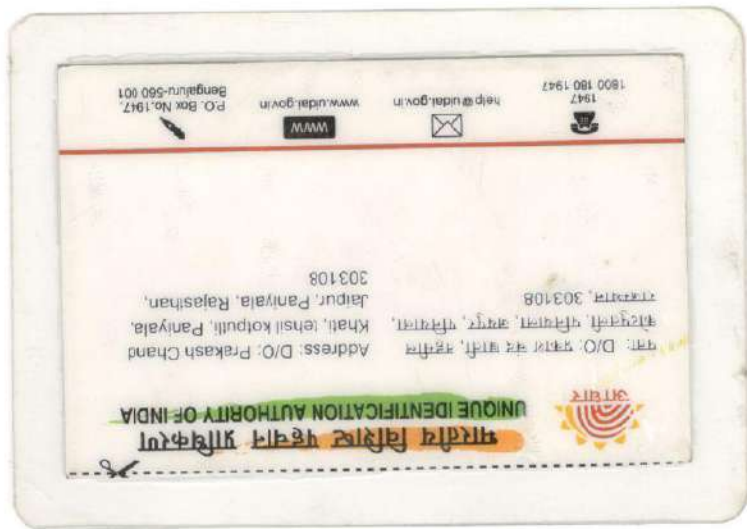 भारतीय विशिष्ट पहचान प्राधिकरण
UNIQUE IDENTIFICATION AUTHORITY OF INDIA
आधार
पता: D/O: प्रकाश चंद खाती, तहसील
कोटपुतली, पनियाला, जयपुर, पनियाला,
राजस्थान, 303108
Address: D/O: Prakash Chand
Khati, tehsil kotputli, Paniyala,
Jaipur, Paniyala, Rajasthan,
303108
1947
1800 180 1947
help@uidai.gov.in
WWW
www.uidai.gov.in
P.O. Box No.1947,
Bengaluru-560 001